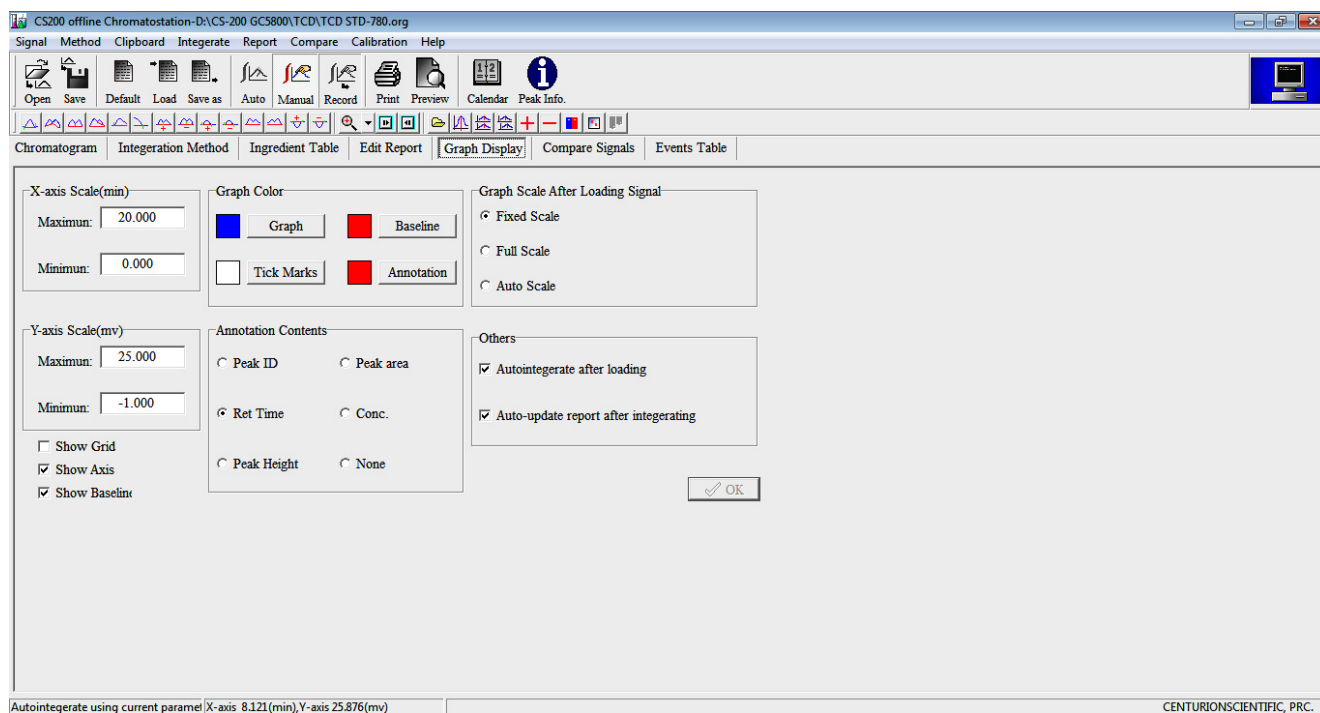 CS200 offline Chromatostation-D:\CS-200 GC5800\TCD\TCD STD-780.org
Signal Method Clipboard Integerate Report Compare Calibration Help
Open Save Default Load Save as Auto Manual Record Print Preview Calendar Peak Info.
Chromatogram Integeration Method Ingredient Table Edit Report Graph Display Compare Signals Events Table
X-axis Scale(min)
Maximun: 20.000
Minimun: 0.000
Graph Color
Graph Baseline
Tick Marks Annotation
Graph Scale After Loading Signal
Fixed Scale
Full Scale
Auto Scale
Y-axis Scale(mv)
Maximun: 25.000
Minimun: -1.000
Show Grid
Show Axis
Show Baseline
Annotation Contents
Peak ID Peak area
Ret Time Conc.
Peak Height None
Others
Autointegerate after loading
Auto-update report after integerating
OK
Autointegerate using current paramet X-axis 8.121(min),Y-axis 25.876(mv) CENTURIONSCIENTIFIC, PRC.